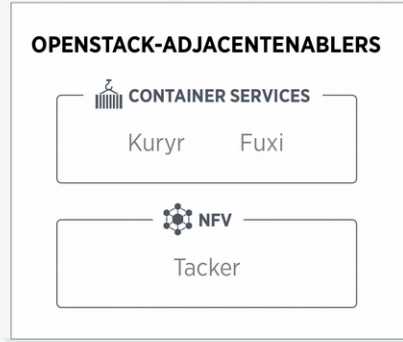 OPENSTACK-ADJACENTENABLERS
CONTAINER SERVICES
Kuryr Fuxi
NFV
Tacker